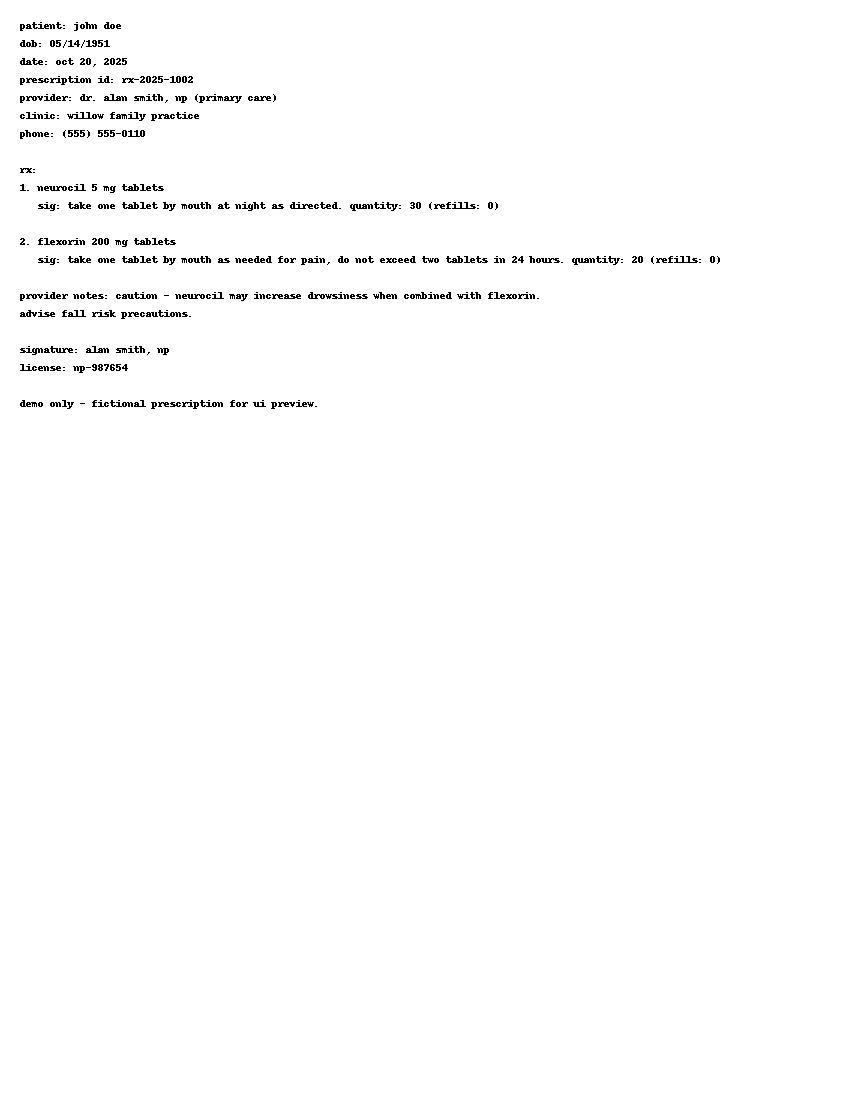 patient: john doe
dob: 05/14/1951
date: oct 20, 2025
prescription id: rx-2025-1002
provider: dr. alan smith, np (primary care)
clinic: willow family practice
phone: (555) 555-0110
rx:
1. neurocil 5 mg tablets
sig: take one tablet by mouth at night as directed. quantity: 30 (refills: 0)
2. flexorin 200 mg tablets
sig: take one tablet by mouth as needed for pain, do not exceed two tablets in 24 hours. quantity: 20 (refills: 0)
provider notes: caution - neurocil may increase drowsiness when combined with flexorin.
advise fall risk precautions.
signature: alan smith, np
license: np-987654
demo only - fictional prescription for ui preview.